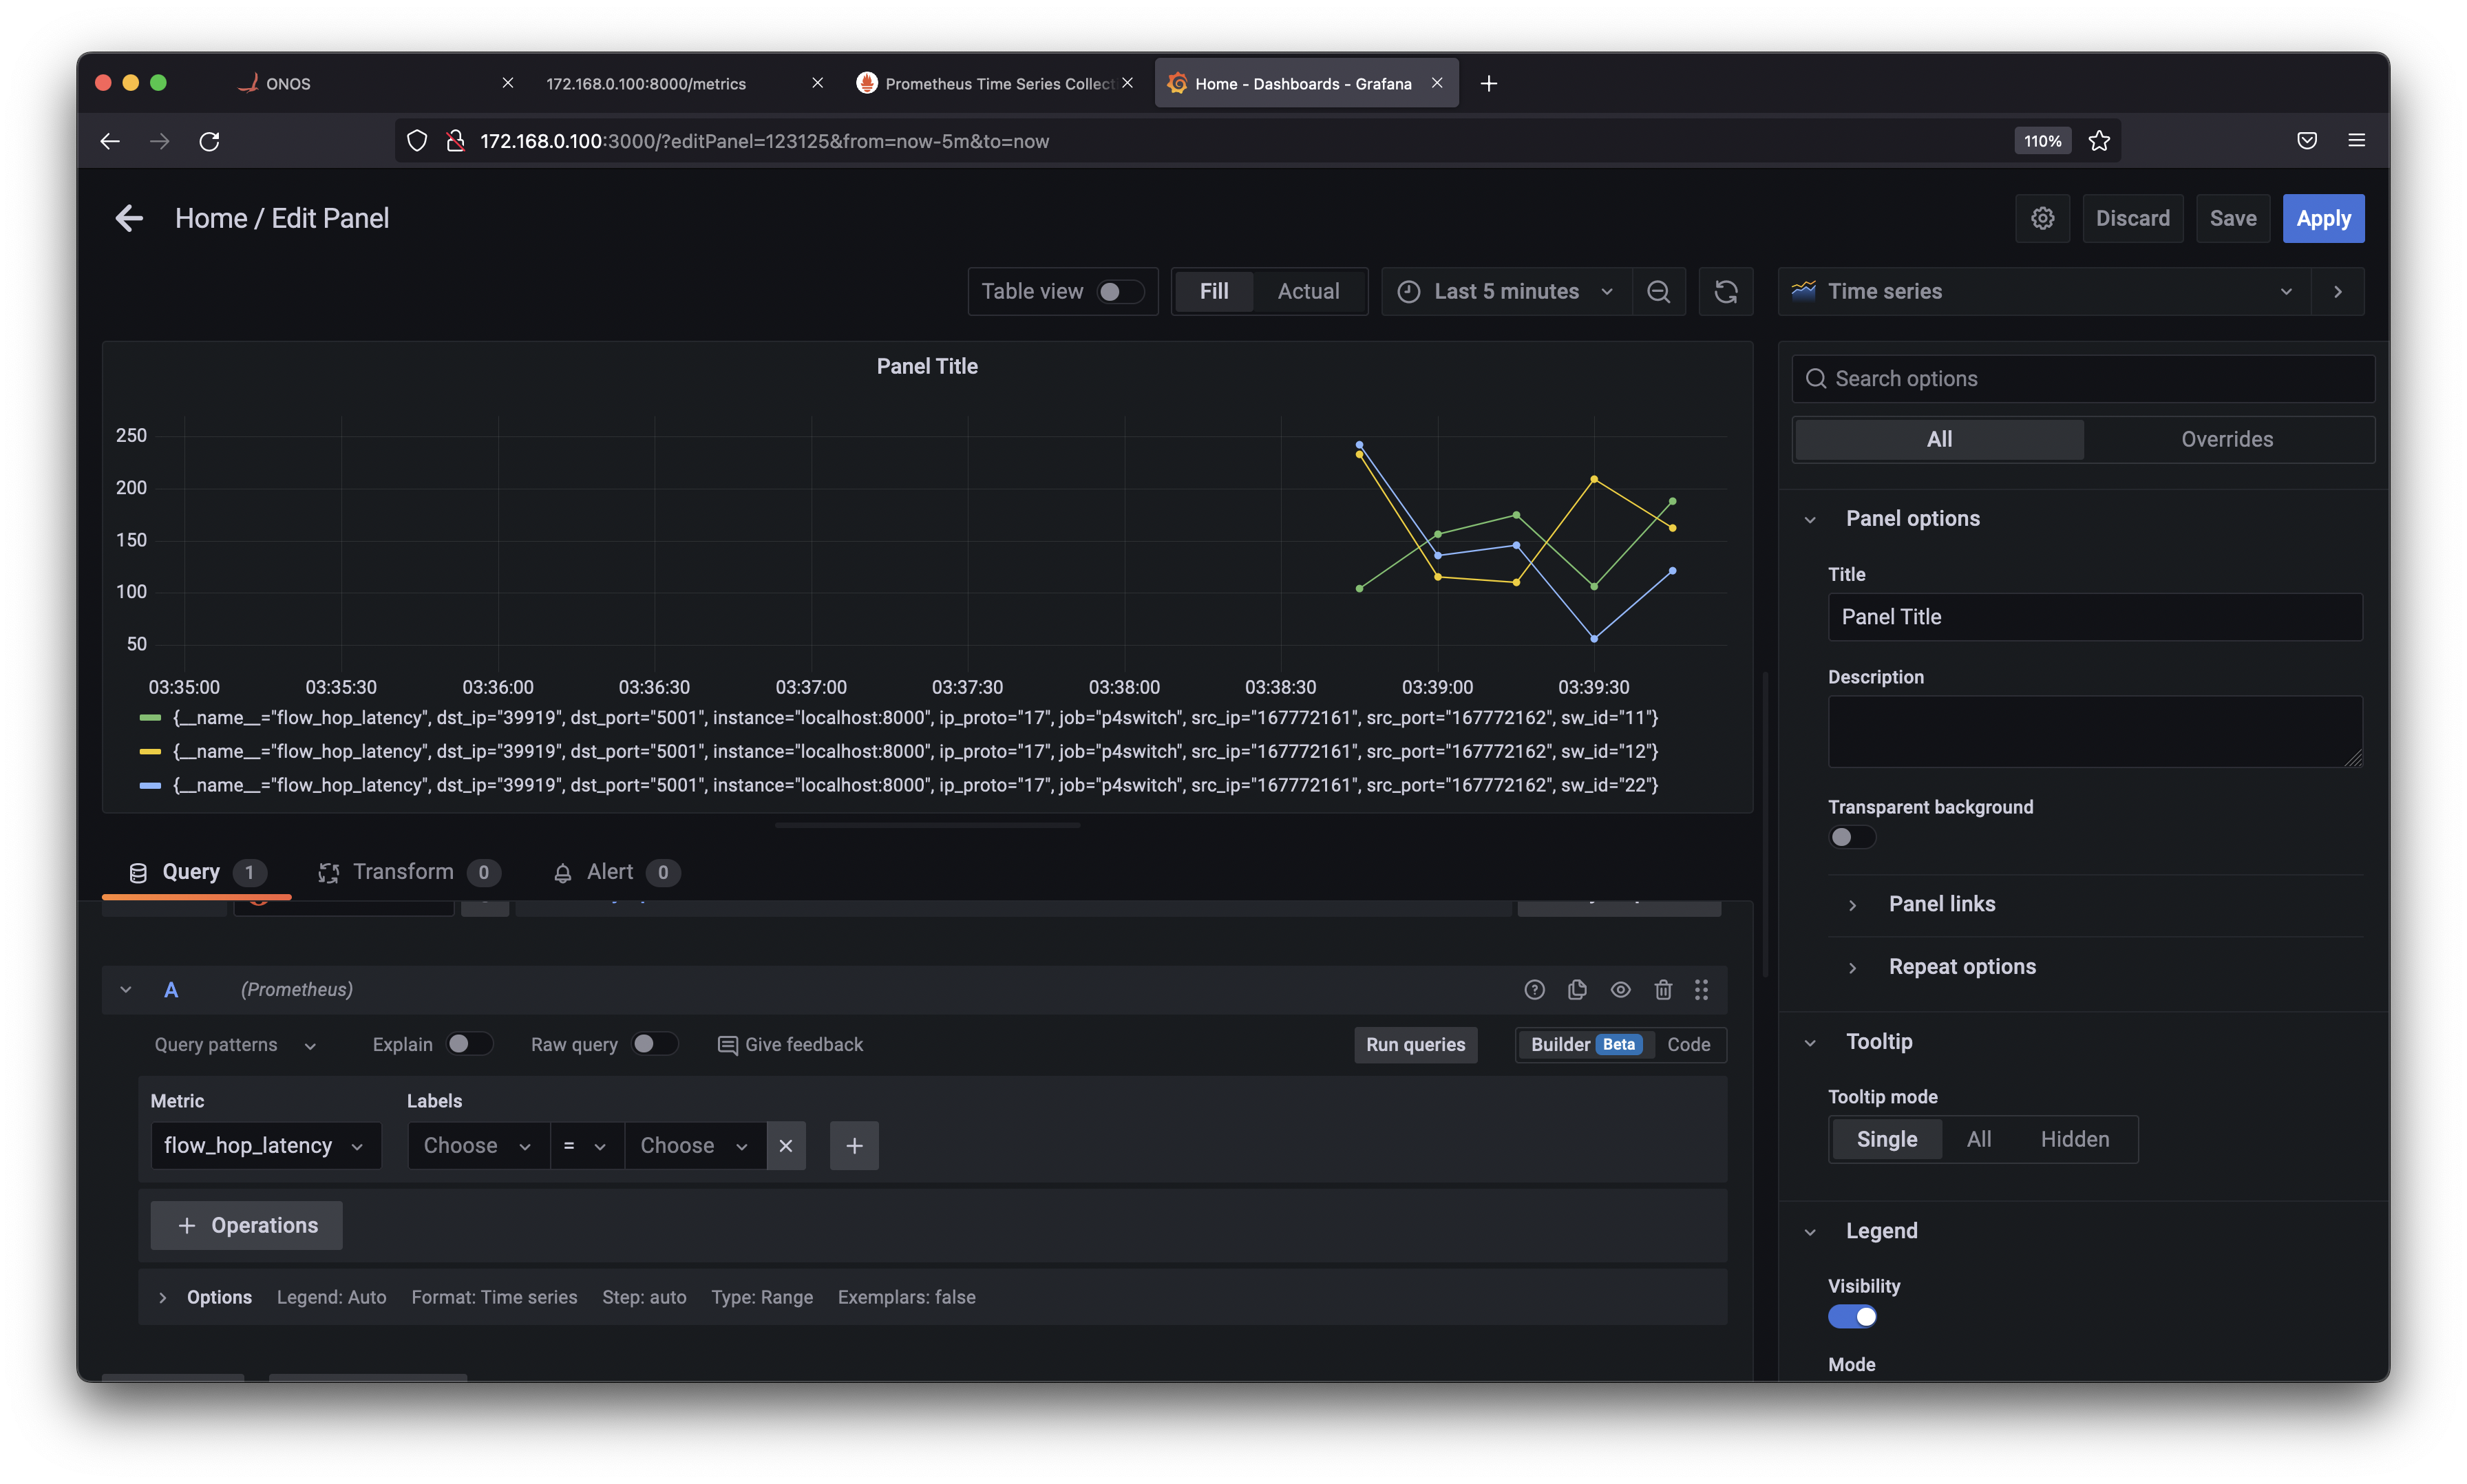 ONOS
172.168.0.100:8000/metrics
Prometheus Time Series Collect
Home - Dashboards - Grafana
172.168.0.100:3000/?editPanel=123125&from=now-5m&to=now
110%
Home / Edit Panel
Discard
Save
Apply
Table view
Fill
Actual
Last 5 minutes
Time series
Panel Title
250
200
150
100
50
03:35:00 03:35:30 03:36:00 03:36:30 03:37:00 03:37:30 03:38:00 03:38:30 03:39:00 03:39:30
{__name__="flow_hop_latency", dst_ip="39919", dst_port="5001", instance="localhost:8000", ip_proto="17", job="p4switch", src_ip="167772161", src_port="167772162", sw_id="11"}
{__name__="flow_hop_latency", dst_ip="39919", dst_port="5001", instance="localhost:8000", ip_proto="17", job="p4switch", src_ip="167772161", src_port="167772162", sw_id="12"}
{__name__="flow_hop_latency", dst_ip="39919", dst_port="5001", instance="localhost:8000", ip_proto="17", job="p4switch", src_ip="167772161", src_port="167772162", sw_id="22"}
Query 1
Transform 0
Alert 0
A (Prometheus)
Query patterns
Explain
Raw query
Give feedback
Run queries
Builder Beta
Code
Metric
Labels
flow_hop_latency
Choose
=
Choose
+ Operations
Options Legend: Auto Format: Time series Step: auto Type: Range Exemplars: false
Search options
All
Overrides
Panel options
Title
Panel Title
Description
Transparent background
Panel links
Repeat options
Tooltip
Tooltip mode
Single
All
Hidden
Legend
Visibility
Mode